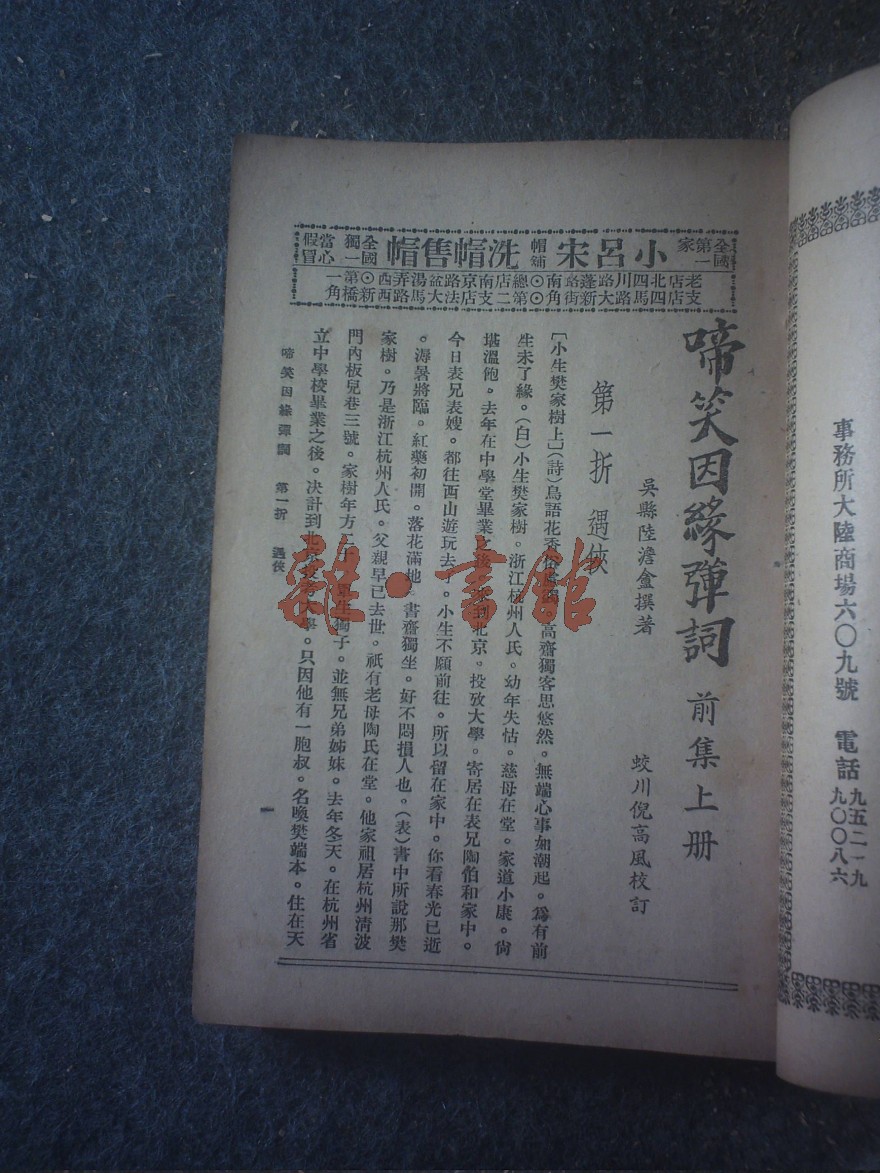 事務所大陸商場六〇九號　電話 九五二一九
九〇〇八六
全國第一家 小呂宋 帽鋪 洗帽售帽 全國獨一 當心假冒
老店北四川路蓬路南⊙總店南京路盆湯弄西⊙第一
支店四馬路大新街角⊙第二支店法大馬路西新橋角
啼笑因緣彈詞 前集上册
吳縣陸澹盦撰著　蛟川倪高風校訂
第一折　遇俠
〔小生樊家樹上〕（詩）鳥語花香 高齋獨客思悠然。無端心事如潮起。爲有前
生未了緣。（白）小生樊家樹。浙江杭州人氏。幼年失怙。慈母在堂。家道小康。尙
堪溫飽。去年在中學堂畢業之後 到北京。投攷大學。寄居在表兄陶伯和家中。
今日表兄表嫂。都往西山遊玩去 。小生不願前往。所以留在家中。你看春光已逝
。溽暑將臨。紅藥初開。落花滿地。書齋獨坐。好不悶損人也。（表）書中所說那樊
家樹。乃是浙江杭州人氏。父親早已去世。祇有老母陶氏在堂。他家祖居杭州清波
門內板兒巷三號。家樹年方二十 生獨子。並無兄弟姊妹。去年冬天。在杭州省
立中學校畢業之後。决計到北 攷大學。只因他有一胞叔。名喚樊端本。住在天
啼笑因緣彈詞　第一折　遇俠
一
雜·書館